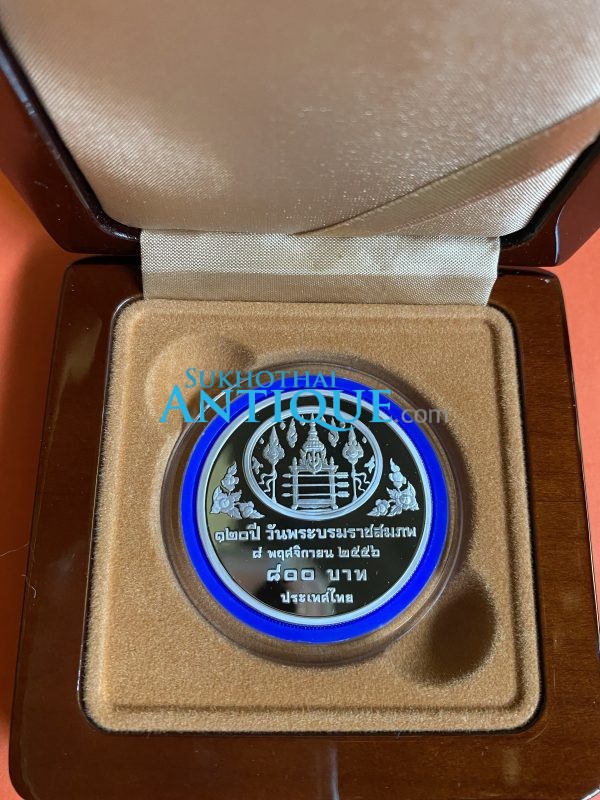 SUKHOTHAI
ANTIQUE.com
๑๒๐ปี วันพระบรมราชสมภพ
๘ พฤศจิกายน ๒๕๕๖
๘๐๐ บาท
ประเทศไทย